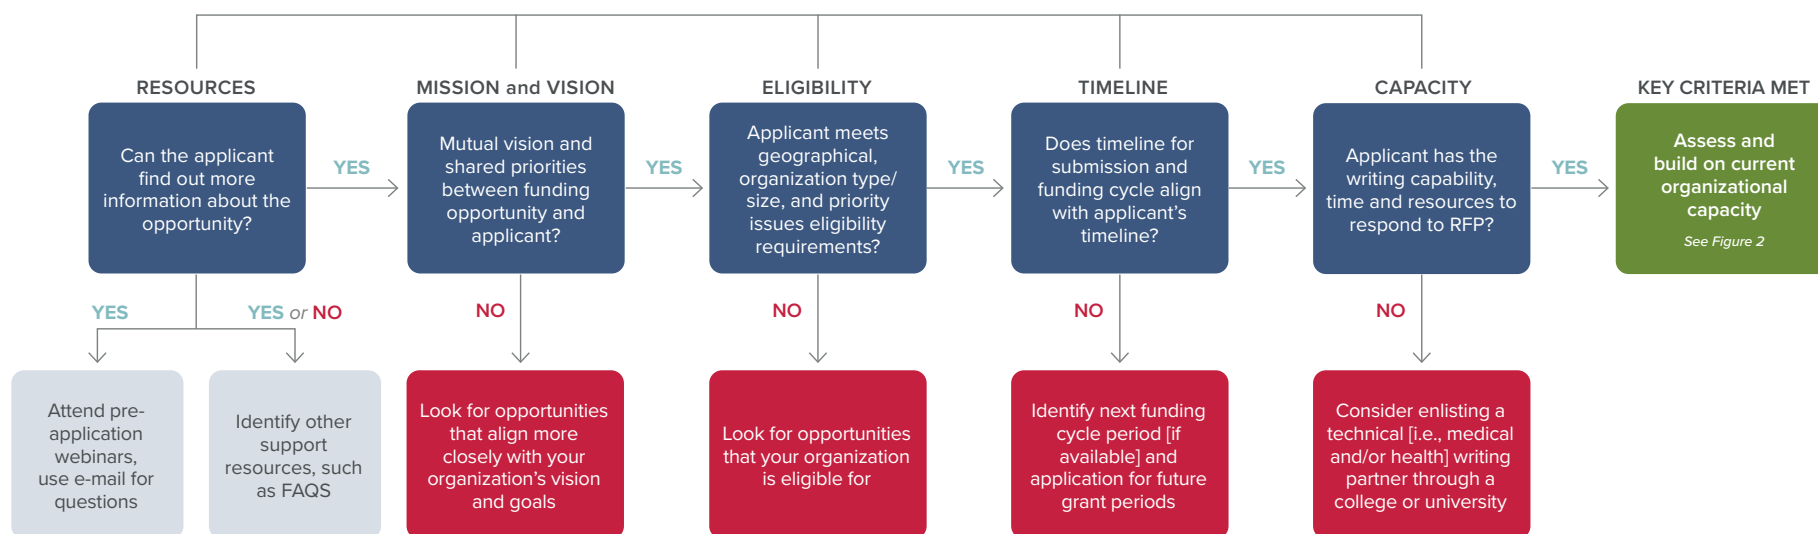 RESOURCES
Can the applicant
find out more
information about the
opportunity?
YES
MISSION and VISION
Mutual vision and
shared priorities
between funding
opportunity and
applicant?
YES
ELIGIBILITY
Applicant meets
geographical,
organization type/
size, and priority
issues eligibility
requirements?
YES
TIMELINE
Does timeline for
submission and
funding cycle align
with applicant’s
timeline?
YES
CAPACITY
Applicant has the
writing capability,
time and resources to
respond to RFP?
YES
KEY CRITERIA MET
Assess and
build on current
organizational
capacity
See Figure 2
YES
Attend pre-
application
webinars,
use e-mail for
questions
YES or NO
Identify other
support
resources, such
as FAQS
NO
Look for opportunities
that align more
closely with your
organization’s vision
and goals
NO
Look for opportunities
that your organization
is eligible for
NO
Identify next funding
cycle period [if
available] and
application for future
grant periods
NO
Consider enlisting a
technical [i.e., medical
and/or health] writing
partner through a
college or university